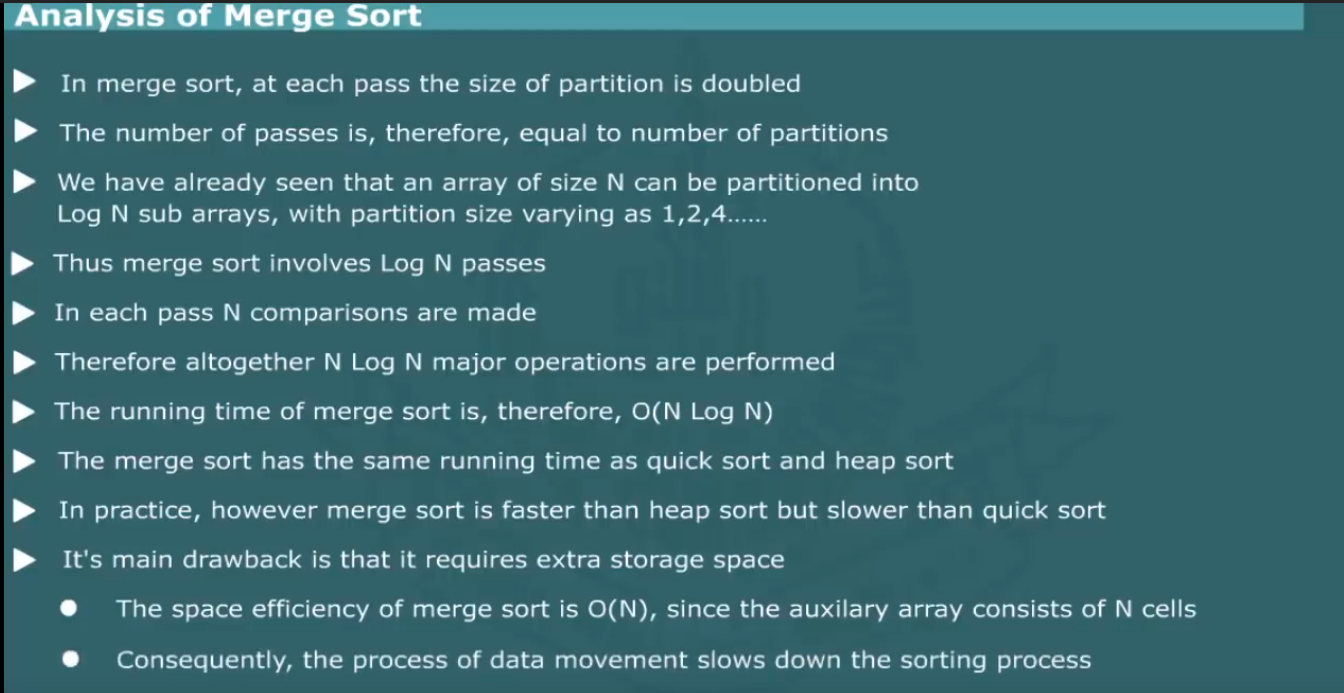 Analysis of Merge Sort
In merge sort, at each pass the size of partition is doubled
The number of passes is, therefore, equal to number of partitions
We have already seen that an array of size N can be partitioned into
Log N sub arrays, with partition size varying as 1,2,4......
Thus merge sort involves Log N passes
In each pass N comparisons are made
Therefore altogether N Log N major operations are performed
The running time of merge sort is, therefore, O(N Log N)
The merge sort has the same running time as quick sort and heap sort
In practice, however merge sort is faster than heap sort but slower than quick sort
It's main drawback is that it requires extra storage space
The space efficiency of merge sort is O(N), since the auxilary array consists of N cells
Consequently, the process of data movement slows down the sorting process